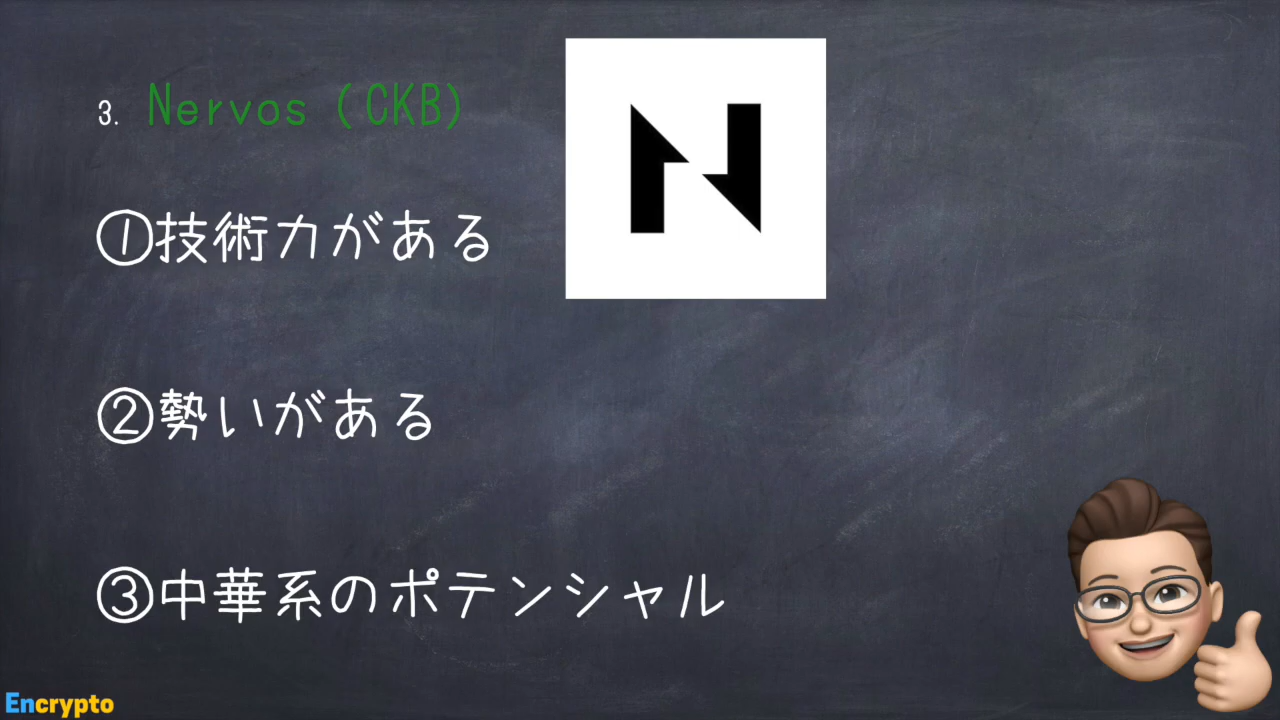 3. Nervos (CKB)
①技術力がある
②勢いがある
③中華系のポテンシャル
Encrypto